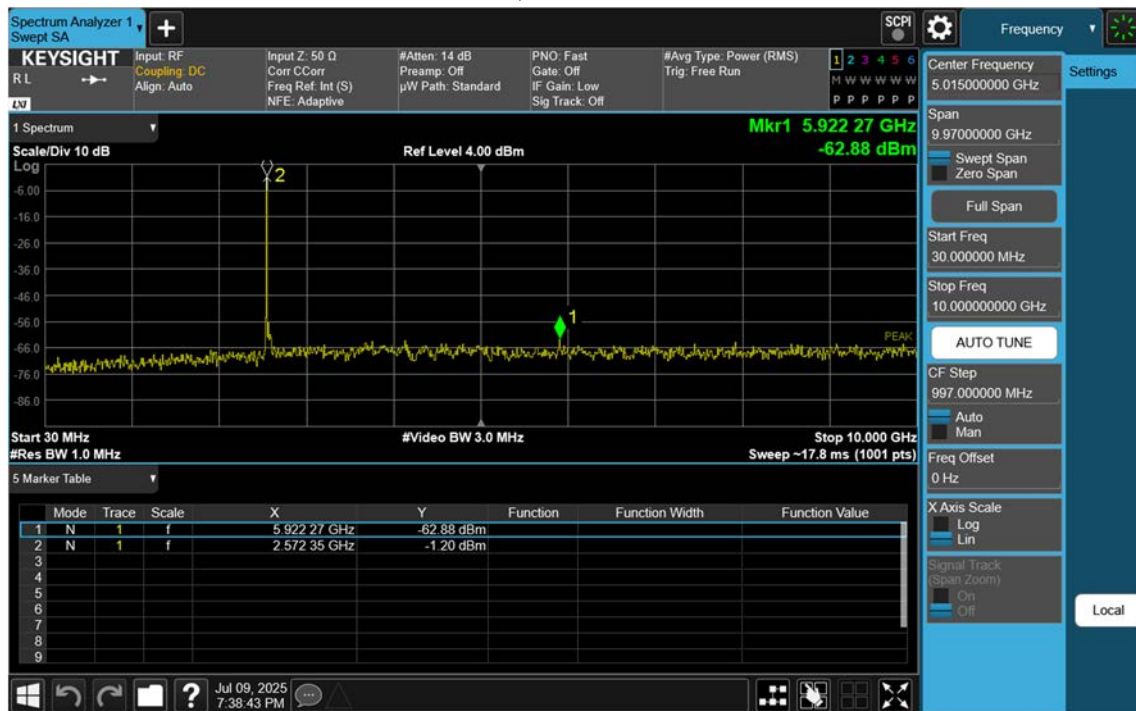 Spectrum Analyzer 1
Swept SA
SCPI
Frequency
KEYSIGHT
RL
LXI
Input: RF
Coupling: DC
Align: Auto
Input Z: 50 Ω
Corr CCorr
Freq Ref: Int (S)
NFE: Adaptive
#Atten: 14 dB
Preamp: Off
µW Path: Standard
PNO: Fast
Gate: Off
IF Gain: Low
Sig Track: Off
#Avg Type: Power (RMS)
Trig: Free Run
1 2 3 4 5 6
M W W W W W
P P P P P P
1 Spectrum
Scale/Div 10 dB
Ref Level 4.00 dBm
Mkr1 5.922 27 GHz
-62.88 dBm
Log
-6.00
-16.0
-26.0
-36.0
-46.0
-56.0
-66.0
-76.0
-86.0
2
1
PEAK
Start 30 MHz
#Video BW 3.0 MHz
Stop 10.000 GHz
#Res BW 1.0 MHz
Sweep ~17.8 ms (1001 pts)
5 Marker Table
Mode Trace Scale X Y Function Function Width Function Value
1 N 1 f 5.922 27 GHz -62.88 dBm
2 N 1 f 2.572 35 GHz -1.20 dBm
3
4
5
6
7
8
9
Jul 09, 2025
7:38:43 PM
Center Frequency
5.015000000 GHz
Settings
Span
9.97000000 GHz
Swept Span
Zero Span
Full Span
Start Freq
30.000000 MHz
Stop Freq
10.000000000 GHz
AUTO TUNE
CF Step
997.000000 MHz
Auto
Man
Freq Offset
0 Hz
X Axis Scale
Log
Lin
Signal Track
(Span Zoom)
On
Off
Local